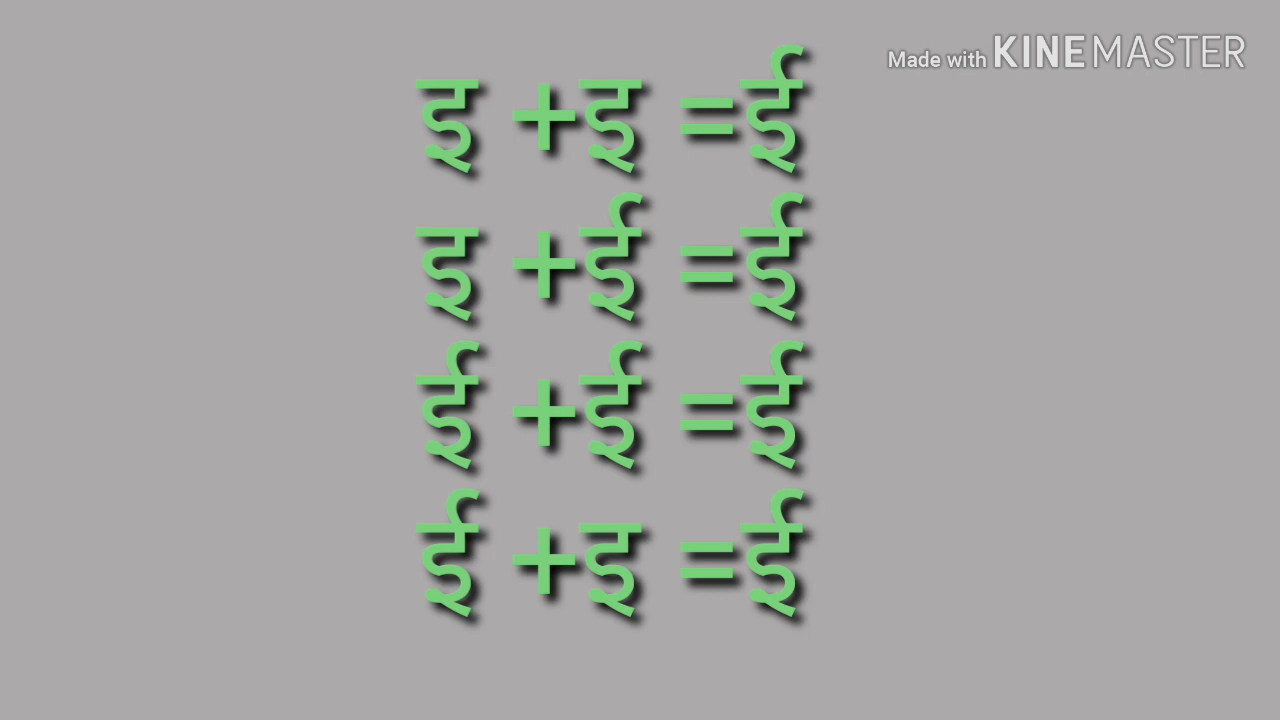 Made with KINEMASTER
इ +इ =ई
इ +ई =ई
ई +ई =ई
ई +इ =ई